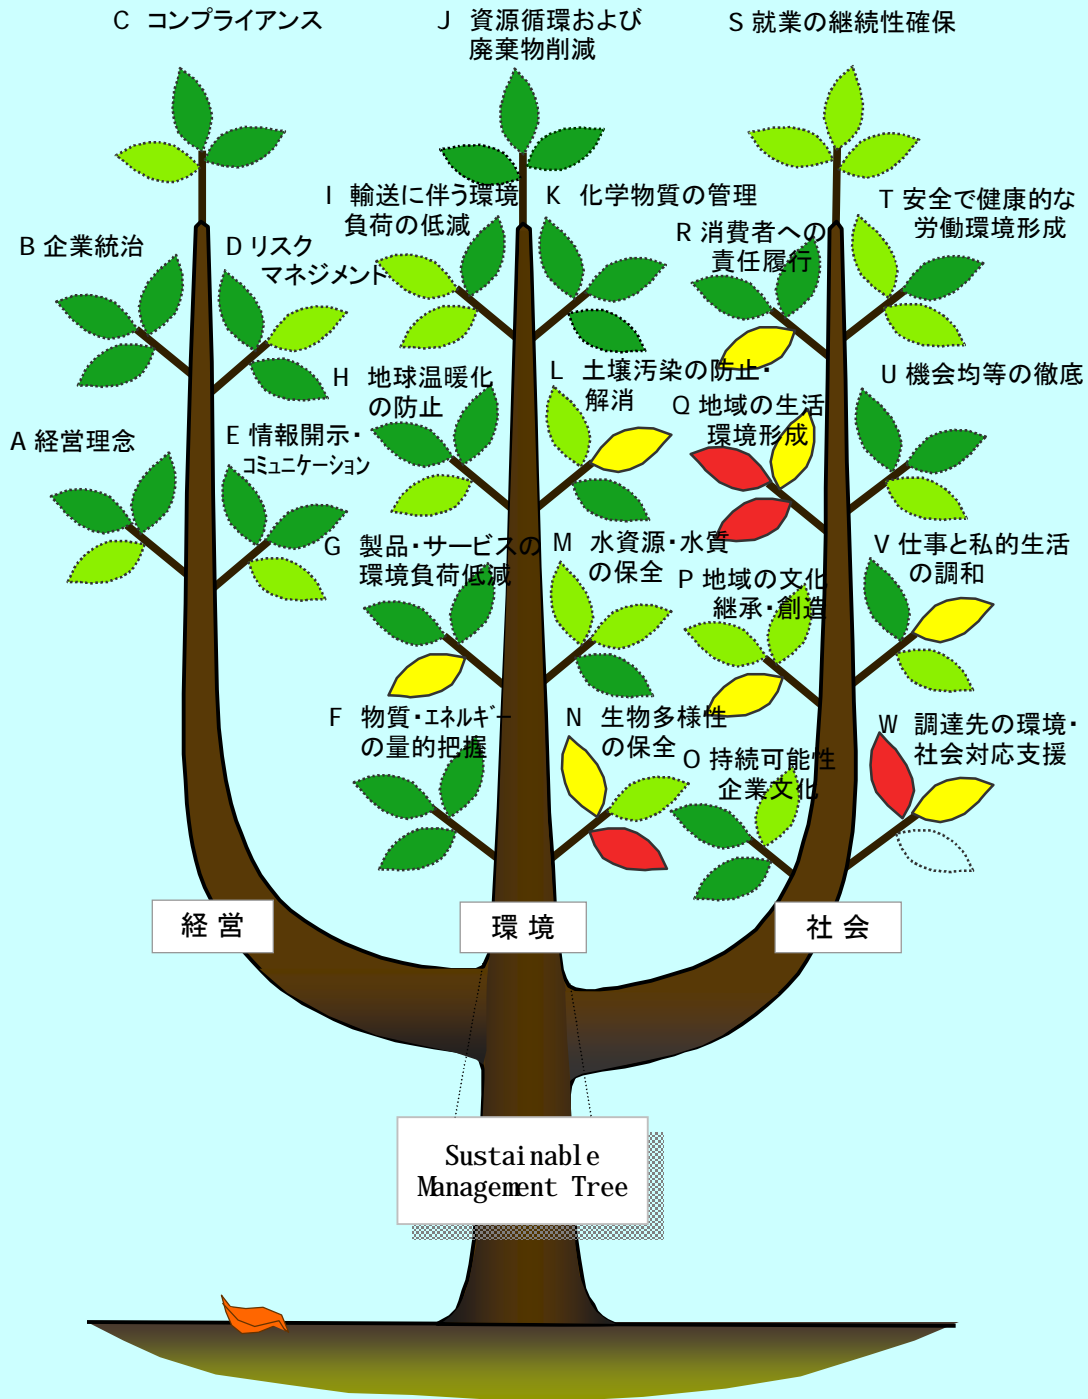 C コンプライアンス
J 資源循環および
廃棄物削減
S 就業の継続性確保
B 企業統治
D リスク
マネジメント
I 輸送に伴う環境
負荷の低減
K 化学物質の管理
R 消費者への
責任履行
T 安全で健康的な
労働環境形成
A 経営理念
E 情報開示・
コミュニケーション
H 地球温暖化
の防止
L 土壌汚染の防止・
解消
Q 地域の生活
環境形成
U 機会均等の徹底
G 製品・サービスの
環境負荷低減
M 水資源・水質
の保全
P 地域の文化
継承・創造
V 仕事と私的生活
の調和
F 物質・エネルギー
の量的把握
N 生物多様性
の保全
O 持続可能性
企業文化
W 調達先の環境・
社会対応支援
経 営
環 境
社 会
Sustainable
Management Tree